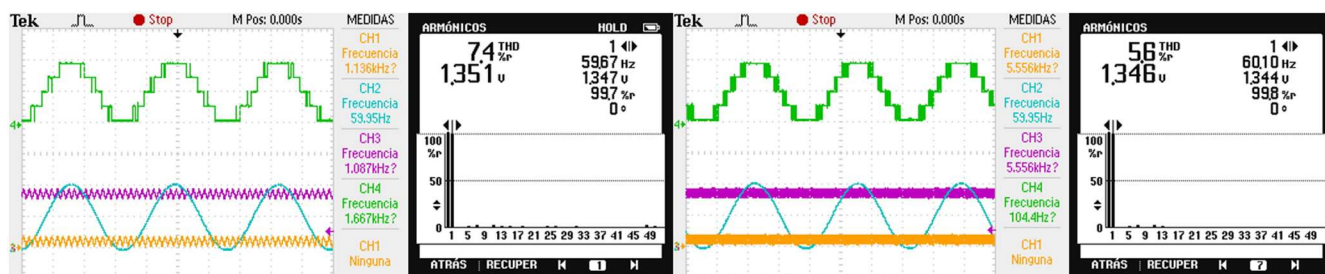 Tek
Stop
M Pos: 0.000s
MEDIDAS
CH1
Frecuencia
1.136kHz?
CH2
Frecuencia
59.95Hz
CH3
Frecuencia
1.087kHz?
CH4
Frecuencia
1.667kHz?
CH1
Ninguna
4
3
ARMÓNICOS
HOLD
7.4 THD %r
1.351 V
1
59.67 Hz
1.347 V
99.7 %r
0 °
100
%r
50
0
1 5 9 13 17 21 25 29 33 37 41 45 49
ATRÁS RECUPER 1
Tek
Stop
M Pos: 0.000s
MEDIDAS
CH1
Frecuencia
5.556kHz?
CH2
Frecuencia
59.95Hz
CH3
Frecuencia
5.556kHz?
CH4
Frecuencia
104.4Hz?
CH1
Ninguna
4
3
ARMÓNICOS
5.6 THD %r
1.346 V
1
60.10 Hz
1.344 V
99.8 %r
0 °
100
%r
50
0
1 5 9 13 17 21 25 29 33 37 41 45 49
ATRÁS RECUPER 7